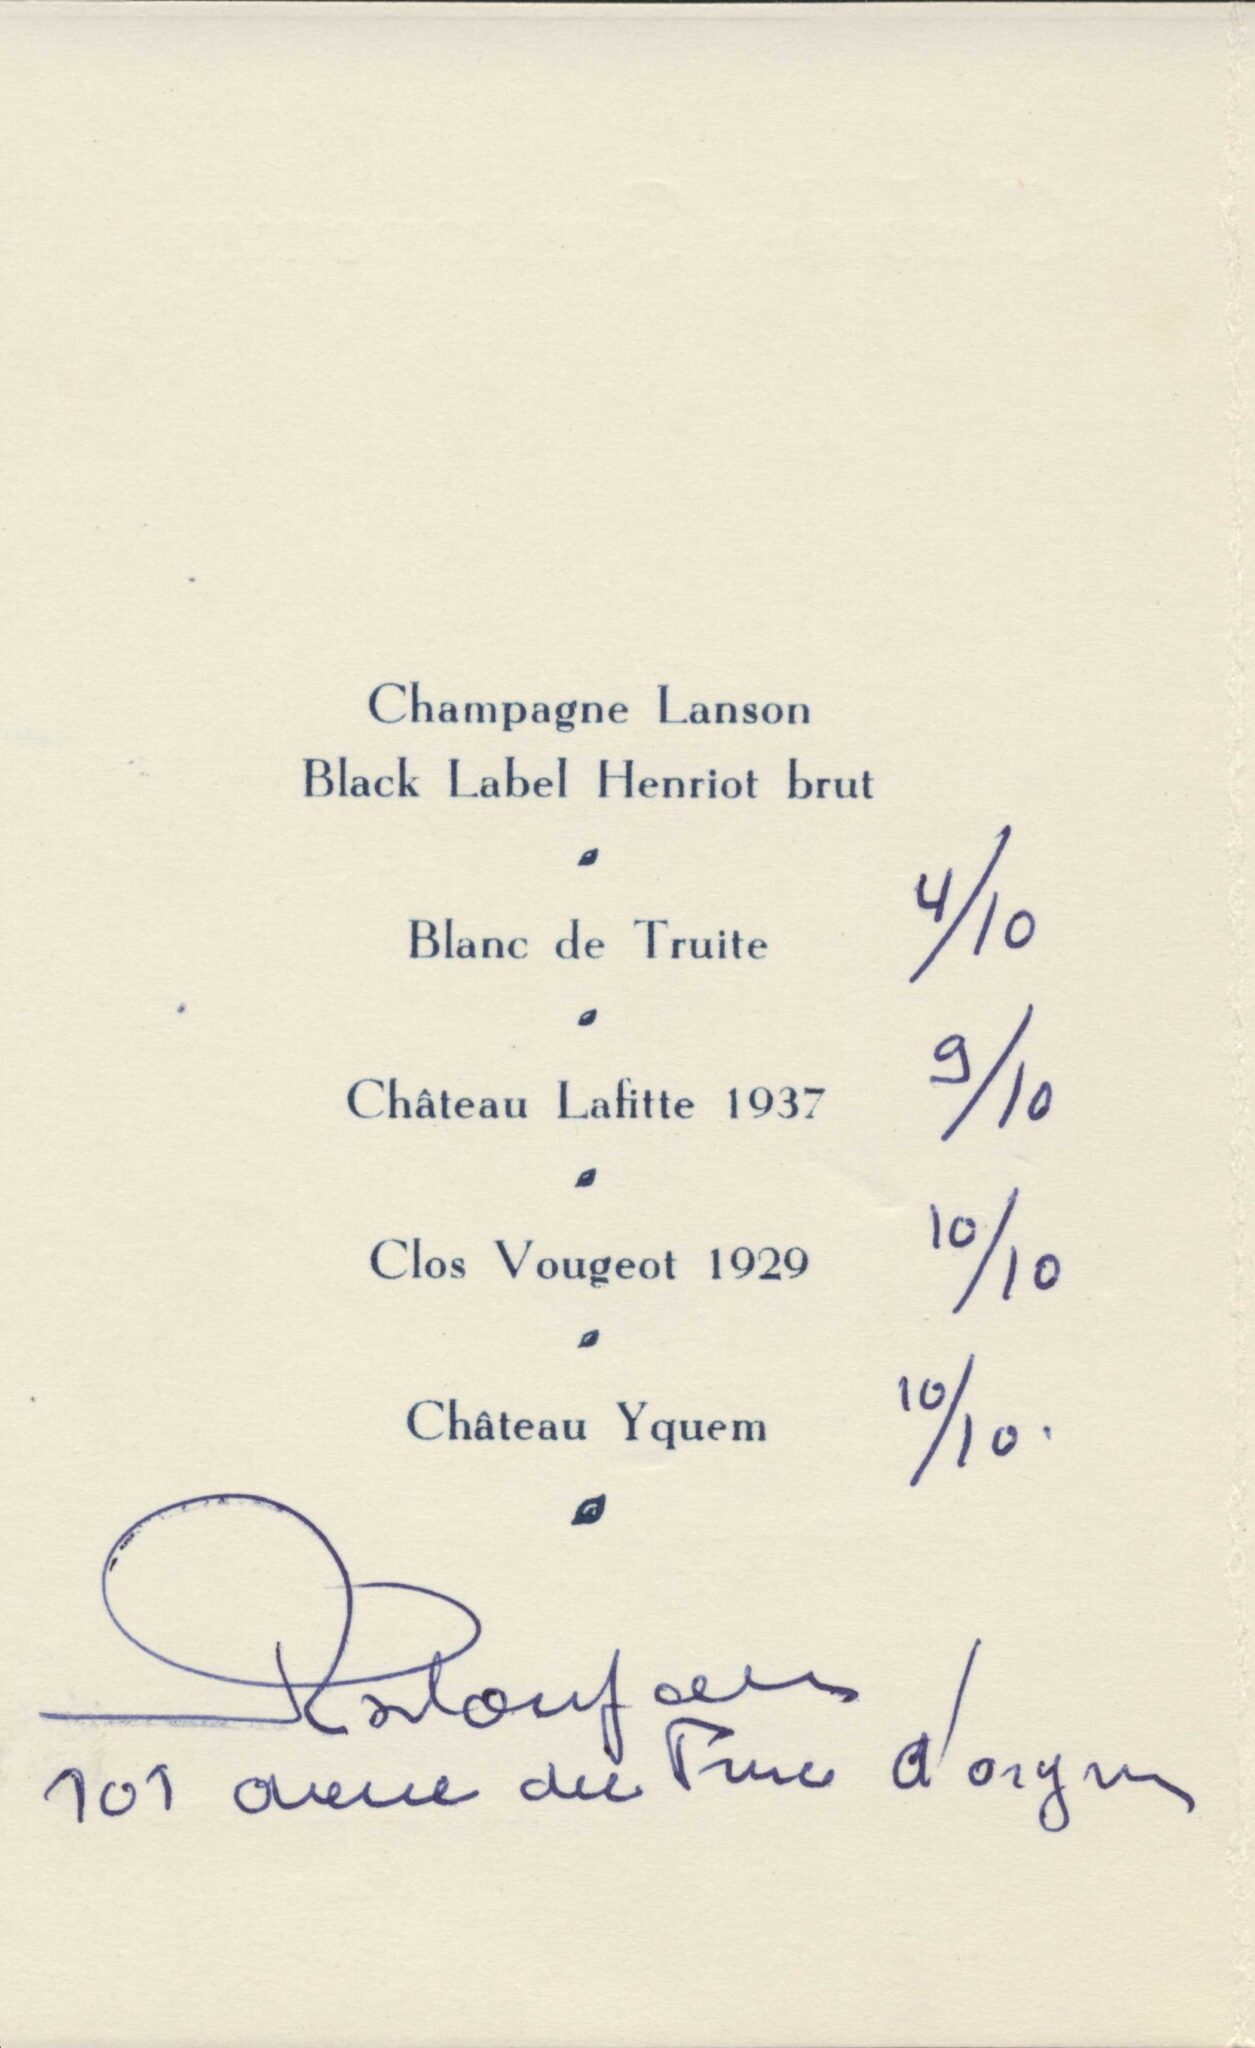 Champagne Lanson
Black Label Henriot brut
Blanc de Truite 4/10
Château Lafitte 1937 9/10
Clos Vougeot 1929 10/10
Château Yquem 10/10.
101 avenue du d'